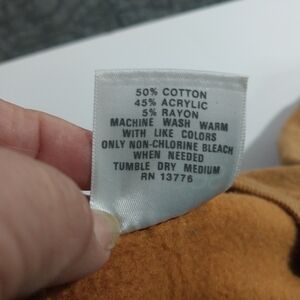 50% COTTON
45% ACRYLIC
5% RAYON
MACHINE WASH WARM
WITH LIKE COLORS
ONLY NON-CHLORINE BLEACH
WHEN NEEDED
TUMBLE DRY MEDIUM
RN 13776